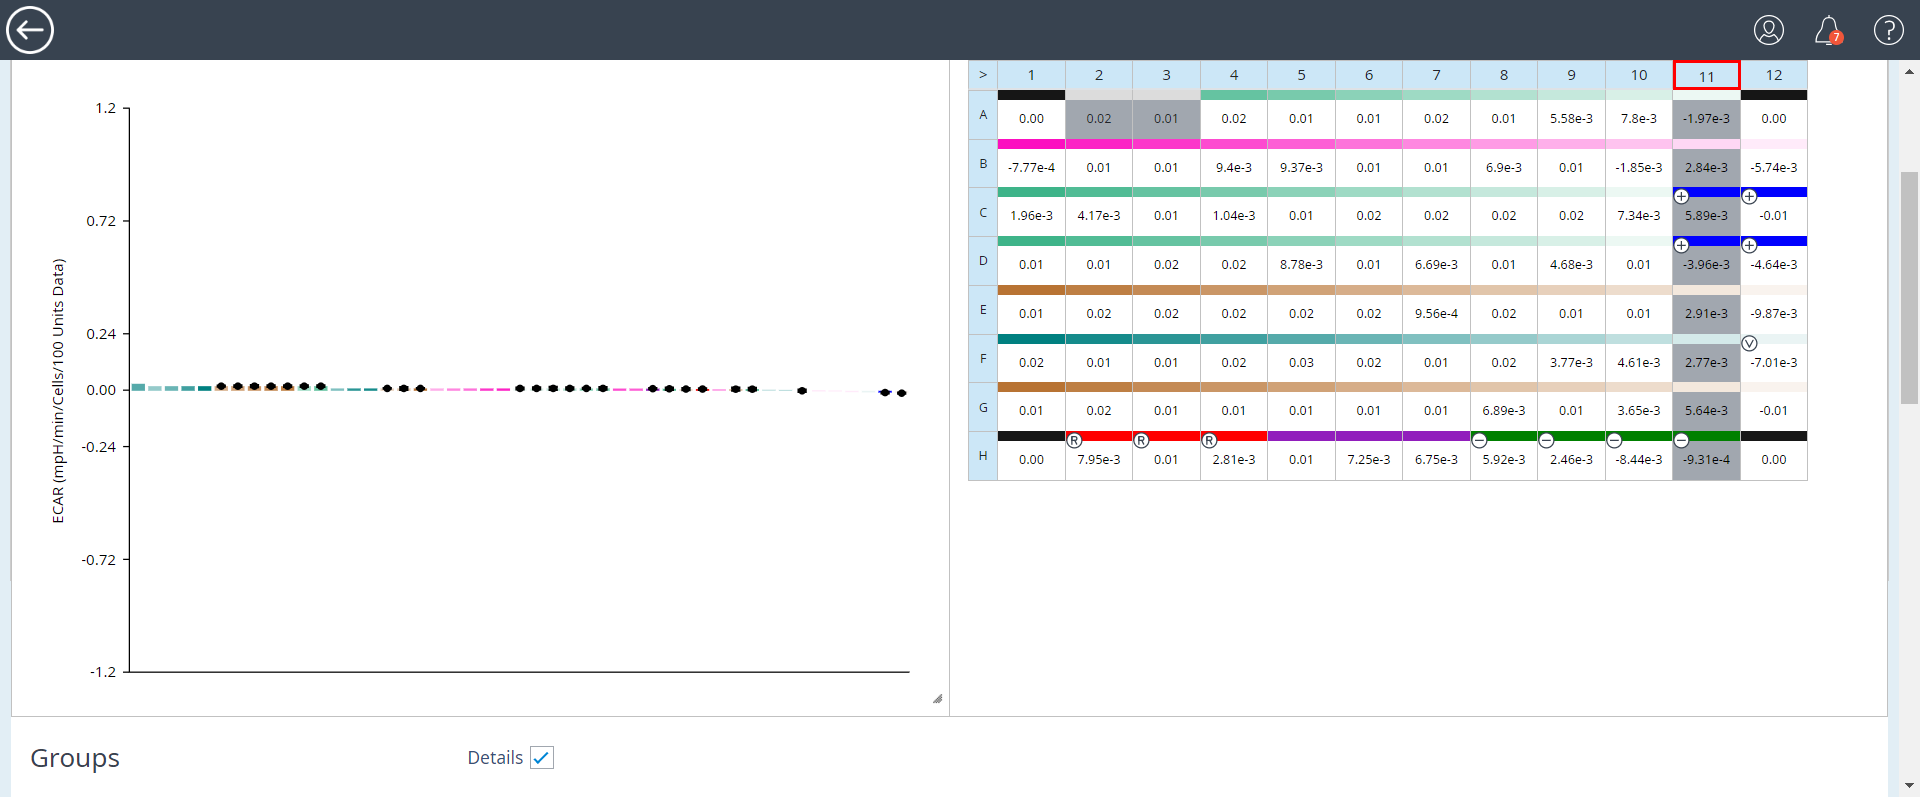 7
?
> 1 2 3 4 5 6 7 8 9 10 11 12
A 0.00 0.02 0.01 0.02 0.01 0.01 0.02 0.01 5.58e-3 7.8e-3 -1.97e-3 0.00
B -7.77e-4 0.01 0.01 9.4e-3 9.37e-3 0.01 0.01 6.9e-3 0.01 -1.85e-3 2.84e-3 -5.74e-3
+ +
C 1.96e-3 4.17e-3 0.01 1.04e-3 0.01 0.02 0.02 0.02 0.02 7.34e-3 5.89e-3 -0.01
+ +
D 0.01 0.01 0.02 0.02 8.78e-3 0.01 6.69e-3 0.01 4.68e-3 0.01 -3.96e-3 -4.64e-3
E 0.01 0.02 0.02 0.02 0.02 0.02 9.56e-4 0.02 0.01 0.01 2.91e-3 -9.87e-3
V
F 0.02 0.01 0.01 0.02 0.03 0.02 0.01 0.02 3.77e-3 4.61e-3 2.77e-3 -7.01e-3
G 0.01 0.02 0.01 0.01 0.01 0.01 0.01 6.89e-3 0.01 3.65e-3 5.64e-3 -0.01
R R R − − − −
H 0.00 7.95e-3 0.01 2.81e-3 0.01 7.25e-3 6.75e-3 5.92e-3 2.46e-3 -8.44e-3 -9.31e-4 0.00
ECAR (mpH/min/Cells/100 Units Data)
1.2
0.72
0.24
0.00
-0.24
-0.72
-1.2
Groups
Details